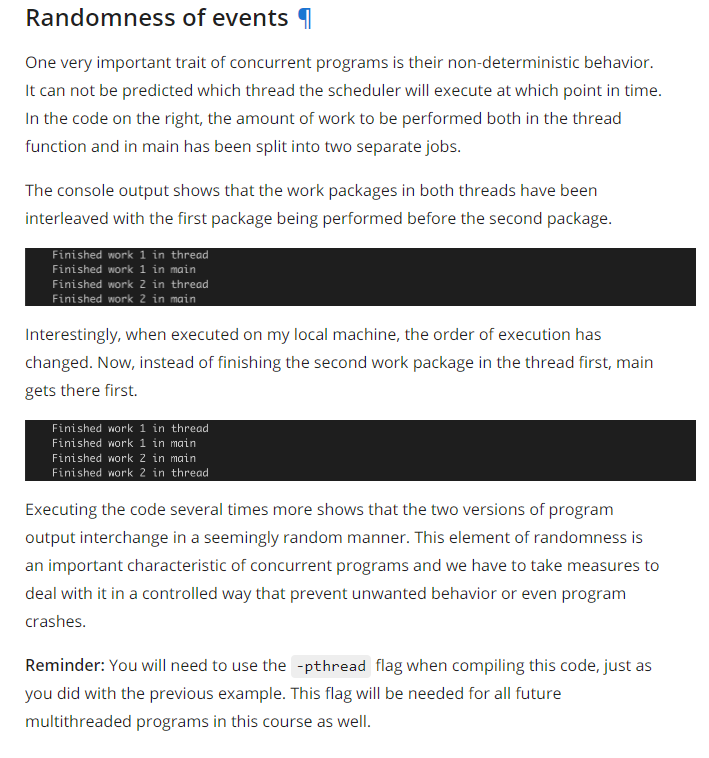 Randomness of events ¶
One very important trait of concurrent programs is their non-deterministic behavior.
It can not be predicted which thread the scheduler will execute at which point in time.
In the code on the right, the amount of work to be performed both in the thread
function and in main has been split into two separate jobs.
The console output shows that the work packages in both threads have been
interleaved with the first package being performed before the second package.
Finished work 1 in thread
Finished work 1 in main
Finished work 2 in thread
Finished work 2 in main
Interestingly, when executed on my local machine, the order of execution has
changed. Now, instead of finishing the second work package in the thread first, main
gets there first.
Finished work 1 in thread
Finished work 1 in main
Finished work 2 in main
Finished work 2 in thread
Executing the code several times more shows that the two versions of program
output interchange in a seemingly random manner. This element of randomness is
an important characteristic of concurrent programs and we have to take measures to
deal with it in a controlled way that prevent unwanted behavior or even program
crashes.
Reminder: You will need to use the -pthread flag when compiling this code, just as
you did with the previous example. This flag will be needed for all future
multithreaded programs in this course as well.